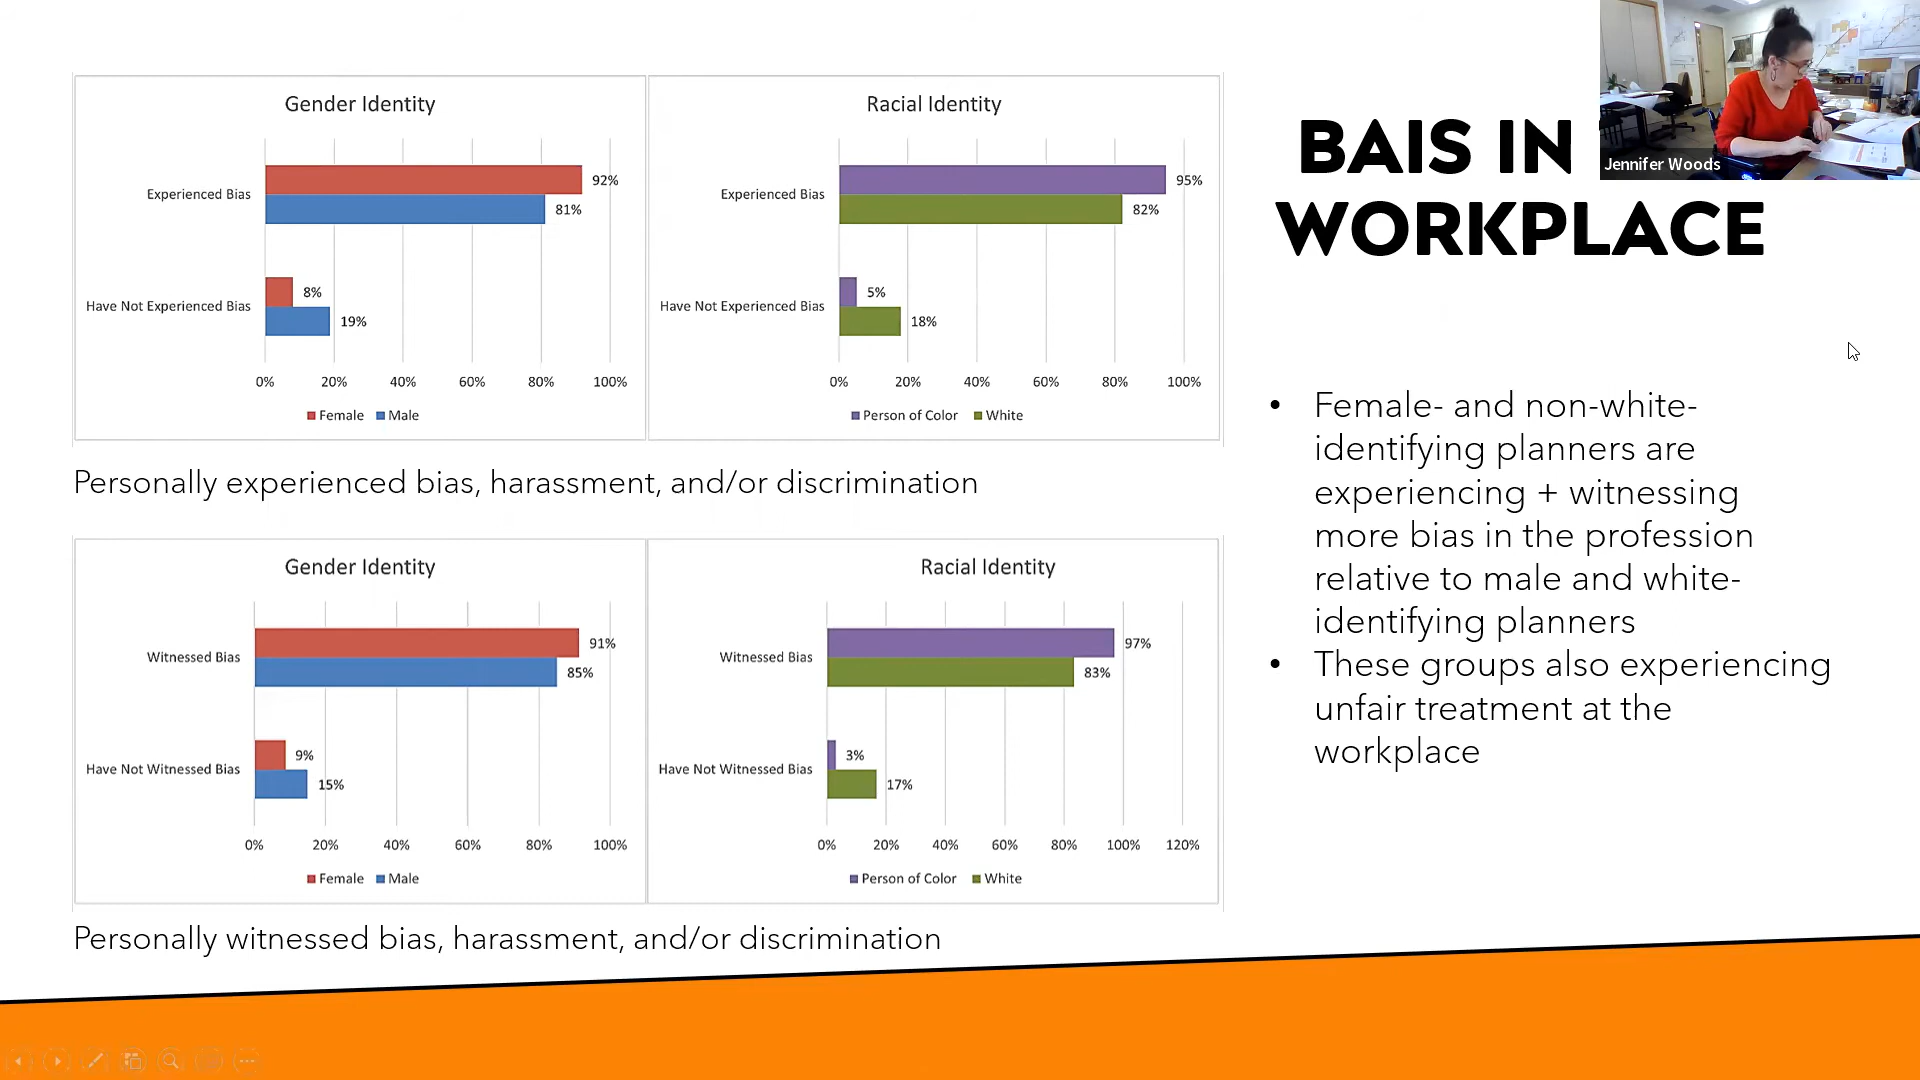 Gender Identity
Experienced Bias
92%
81%
Have Not Experienced Bias
8%
19%
0% 20% 40% 60% 80% 100%
Female Male
Racial Identity
Experienced Bias
95%
82%
Have Not Experienced Bias
5%
18%
0% 20% 40% 60% 80% 100%
Person of Color White
Personally experienced bias, harassment, and/or discrimination
Gender Identity
Witnessed Bias
91%
85%
Have Not Witnessed Bias
9%
15%
0% 20% 40% 60% 80% 100%
Female Male
Racial Identity
Witnessed Bias
97%
83%
Have Not Witnessed Bias
3%
17%
0% 20% 40% 60% 80% 100% 120%
Person of Color White
Personally witnessed bias, harassment, and/or discrimination
BAIS IN
WORKPLACE
Jennifer Woods
• Female- and non-white-
identifying planners are
experiencing + witnessing
more bias in the profession
relative to male and white-
identifying planners
• These groups also experiencing
unfair treatment at the
workplace